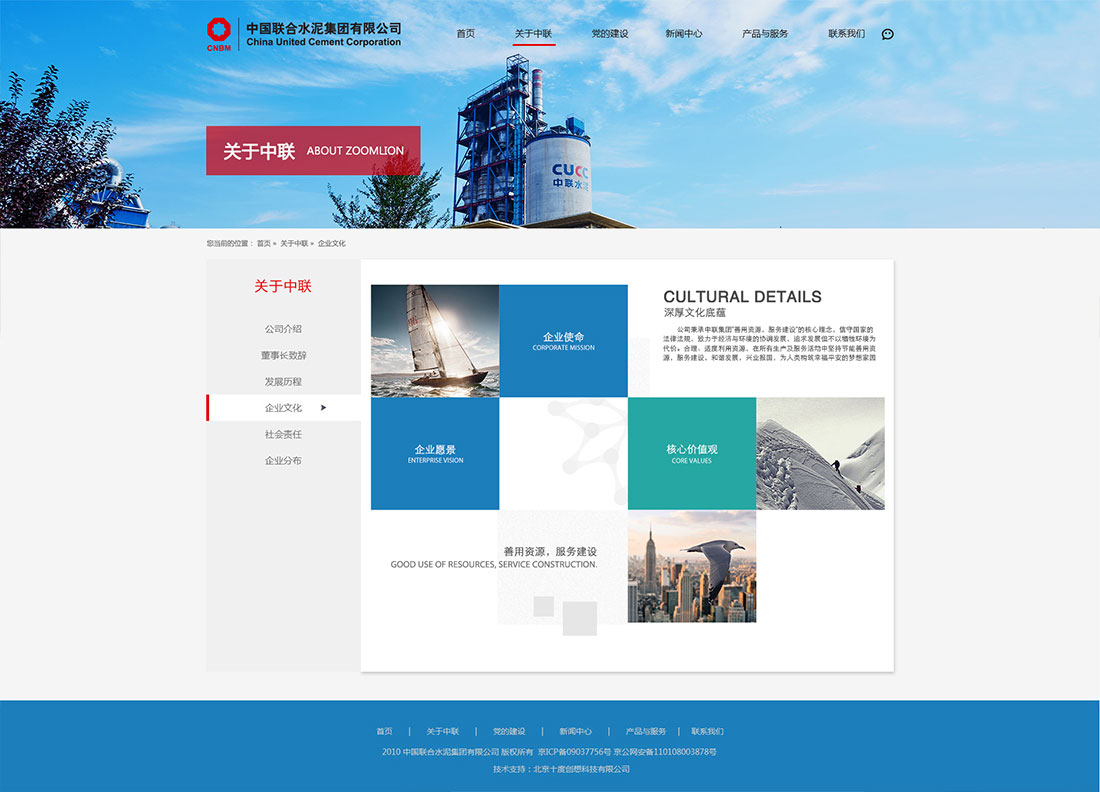 CNBM
中国联合水泥集团有限公司
China United Cement Corporation
首页 关于中联 党的建设 新闻中心 产品与服务 联系我们
关于中联 ABOUT ZOOMLION
CUCC
中联水泥
您当前的位置： 首页 » 关于中联 » 企业文化
关于中联
公司介绍
董事长致辞
发展历程
企业文化
社会责任
企业分布
企业使命
CORPORATE MISSION
CULTURAL DETAILS
深厚文化底蕴
公司秉承中联集团“善用资源，服务建设”的核心理念，信守国家的
法律法规，致力于经济与环境的协调发展，追求发展但不以牺牲环境为
代价。合理、适度利用资源，在所有生产及服务活动中坚持节能善用资
源，服务建设，和谐发展，兴业报国，为人类构筑幸福平安的梦想家园
企业愿景
ENTERPRISE VISION
核心价值观
CORE VALUES
善用资源，服务建设
GOOD USE OF RESOURCES, SERVICE CONSTRUCTION.
首页 | 关于中联 | 党的建设 | 新闻中心 | 产品与服务 | 联系我们
2010 中国联合水泥集团有限公司 版权所有 京ICP备09037756号 京公网安备110108003878号
技术支持：北京十度创想科技有限公司